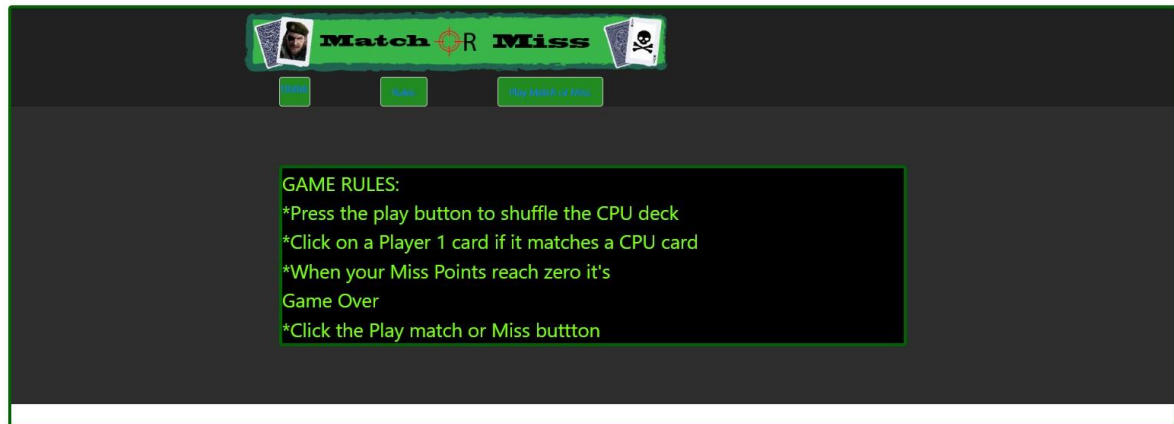 Match OR Miss
Home
Rules
Play Match or Miss
GAME RULES:
*Press the play button to shuffle the CPU deck
*Click on a Player 1 card if it matches a CPU card
*When your Miss Points reach zero it's
Game Over
*Click the Play match or Miss buttton